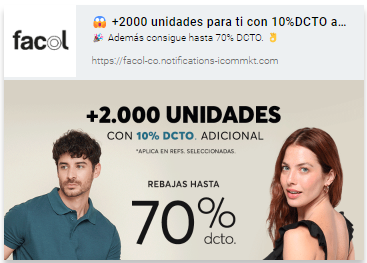 facol
😱 +2000 unidades para ti con 10%DCTO a...
🎉 Además consigue hasta 70% DCTO. 👌
https://facol-co.notifications-icommkt.com
+2.000 UNIDADES
CON 10% DCTO. ADICIONAL
*APLICA EN REFS. SELECCIONADAS.
REBAJAS HASTA
70%
dcto.